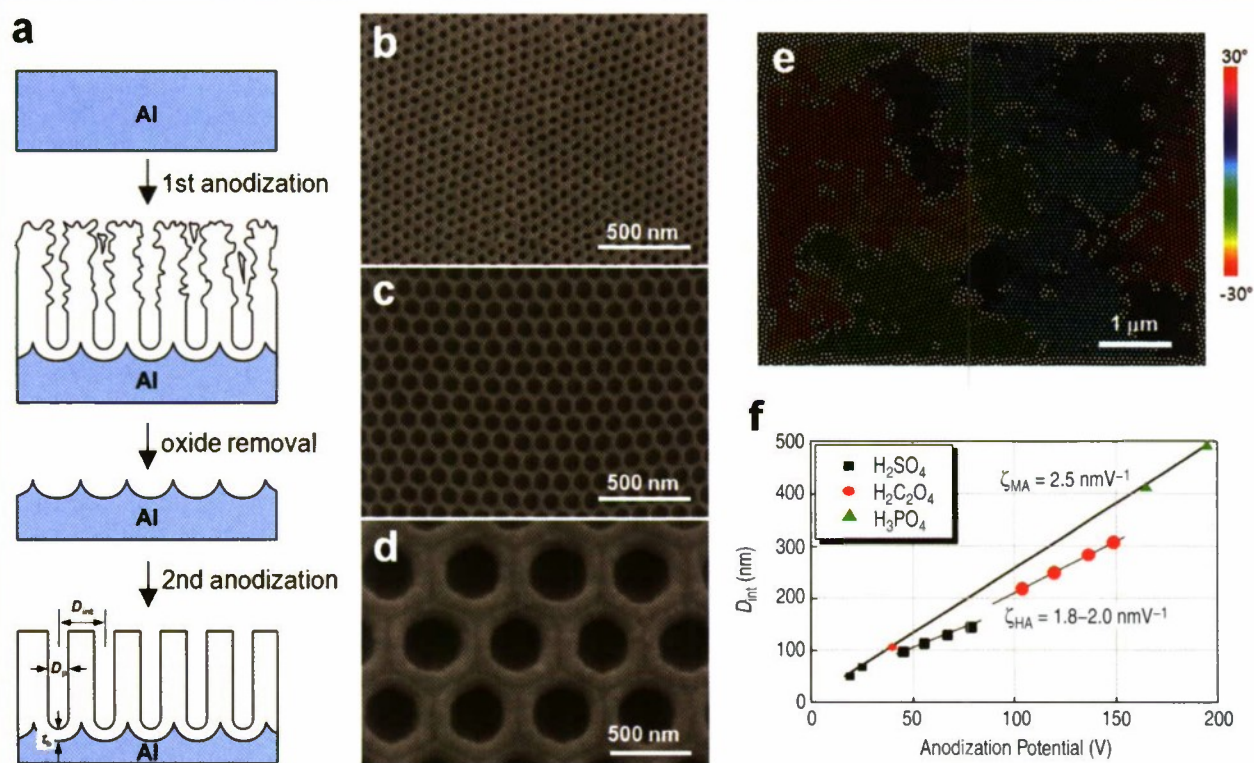 a
Al
1st anodization
Al
oxide removal
Al
2nd anodization
Dint
Dp
Al
b
500 nm
c
500 nm
d
500 nm
e
30°
-30°
1 μm
f
500
400
300
200
100
0
Dint (nm)
H₂SO₄
H₂C₂O₄
H₃PO₄
ζMA = 2.5 nmV⁻¹
ζHA = 1.8–2.0 nmV⁻¹
0 50 100 150 200
Anodization Potential (V)